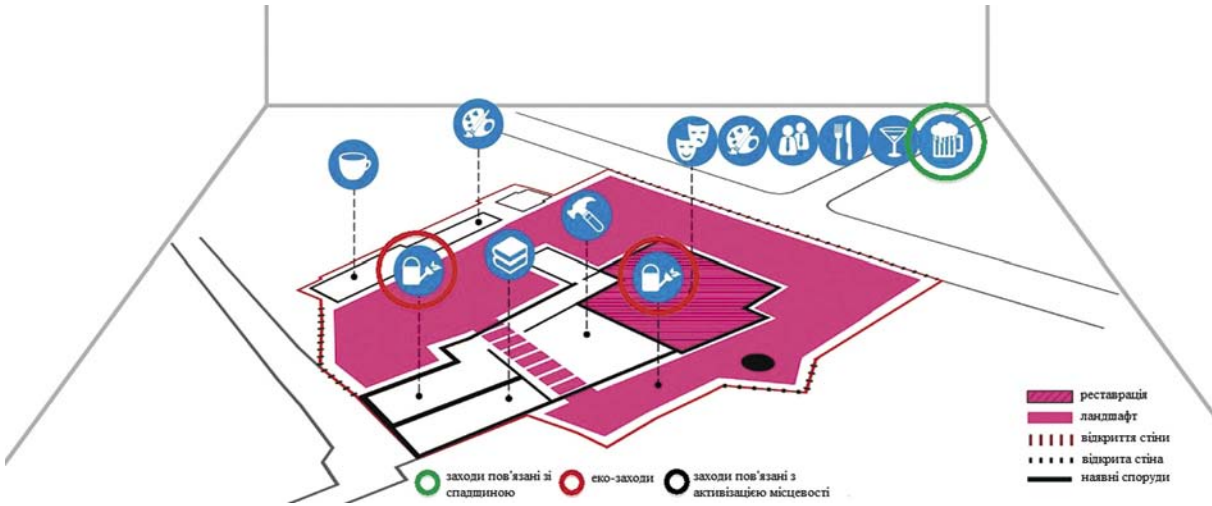 реставрація
ландшафт
відкриття стіни
відкрита стіна
наявні споруди
заходи пов'язані зі
спадшиною
еко-заходи
заходи пов'язані з
активізацією місцевості